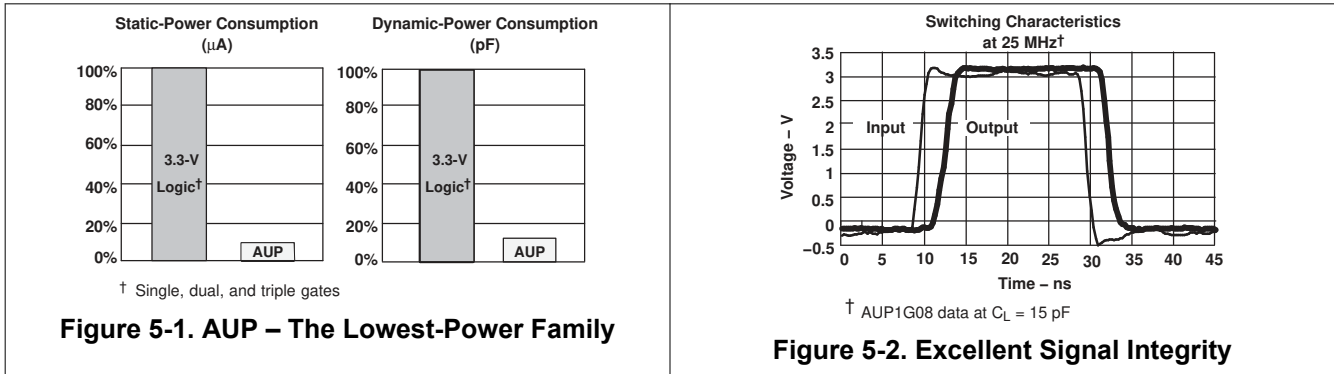 Static-Power Consumption
(µA)
100%
80%
60%
40%
20%
0%
3.3-V
Logic†
AUP
Dynamic-Power Consumption
(pF)
100%
80%
60%
40%
20%
0%
3.3-V
Logic†
AUP
† Single, dual, and triple gates
Figure 5-1. AUP – The Lowest-Power Family
Switching Characteristics
at 25 MHz†
3.5
3
2.5
2
1.5
1
0.5
0
−0.5
Voltage – V
Input
Output
0 5 10 15 20 25 30 35 40 45
Time – ns
† AUP1G08 data at CL = 15 pF
Figure 5-2. Excellent Signal Integrity